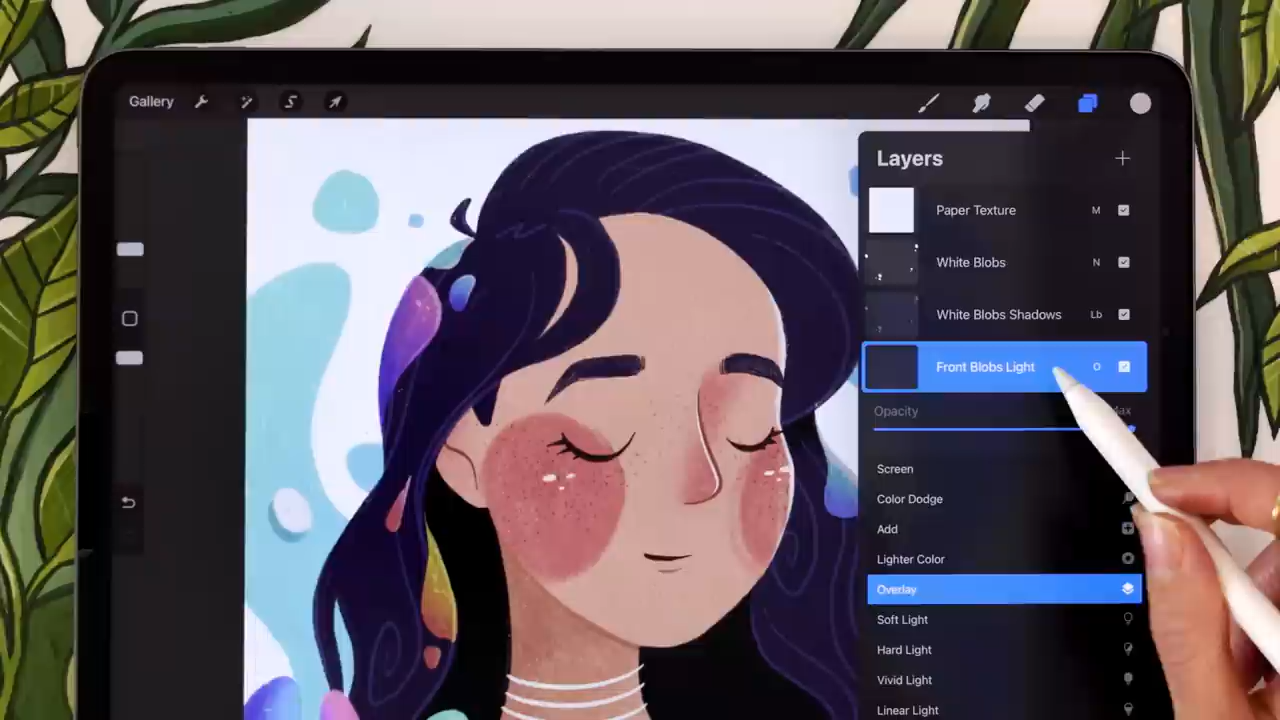 Gallery
Layers
Paper Texture M
White Blobs N
White Blobs Shadows Lb
Front Blobs Light O
Opacity Max
Screen
Color Dodge
Add
Lighter Color
Overlay
Soft Light
Hard Light
Vivid Light
Linear Light